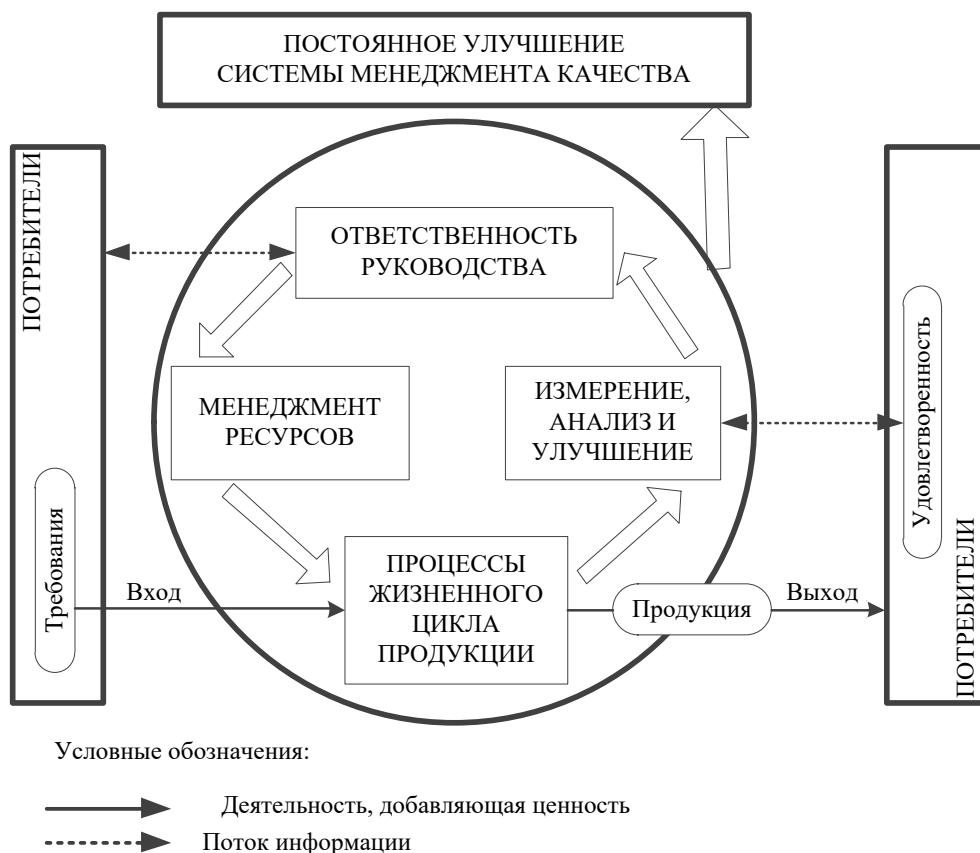 ПОСТОЯННОЕ УЛУЧШЕНИЕ
СИСТЕМЫ МЕНЕДЖМЕНТА КАЧЕСТВА
ПОТРЕБИТЕЛИ
ОТВЕТСТВЕННОСТЬ
РУКОВОДСТВА
МЕНЕДЖМЕНТ
РЕСУРСОВ
ИЗМЕРЕНИЕ,
АНАЛИЗ И
УЛУЧШЕНИЕ
Удовлетворенность
Требования
Вход
ПРОЦЕССЫ
ЖИЗНЕННОГО
ЦИКЛА
ПРОДУКЦИИ
Продукция
Выход
ПОТРЕБИТЕЛИ
Условные обозначения:
Деятельность, добавляющая ценность
Поток информации